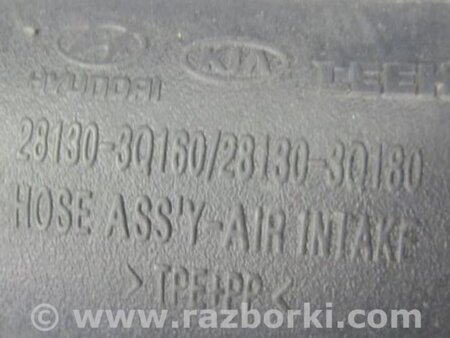 HYUNDAI KIA
28130-3Q160/28130-3Q180
HOSE ASS'Y-AIR INTAKE
>TPE+PP<
© www.razborki.com